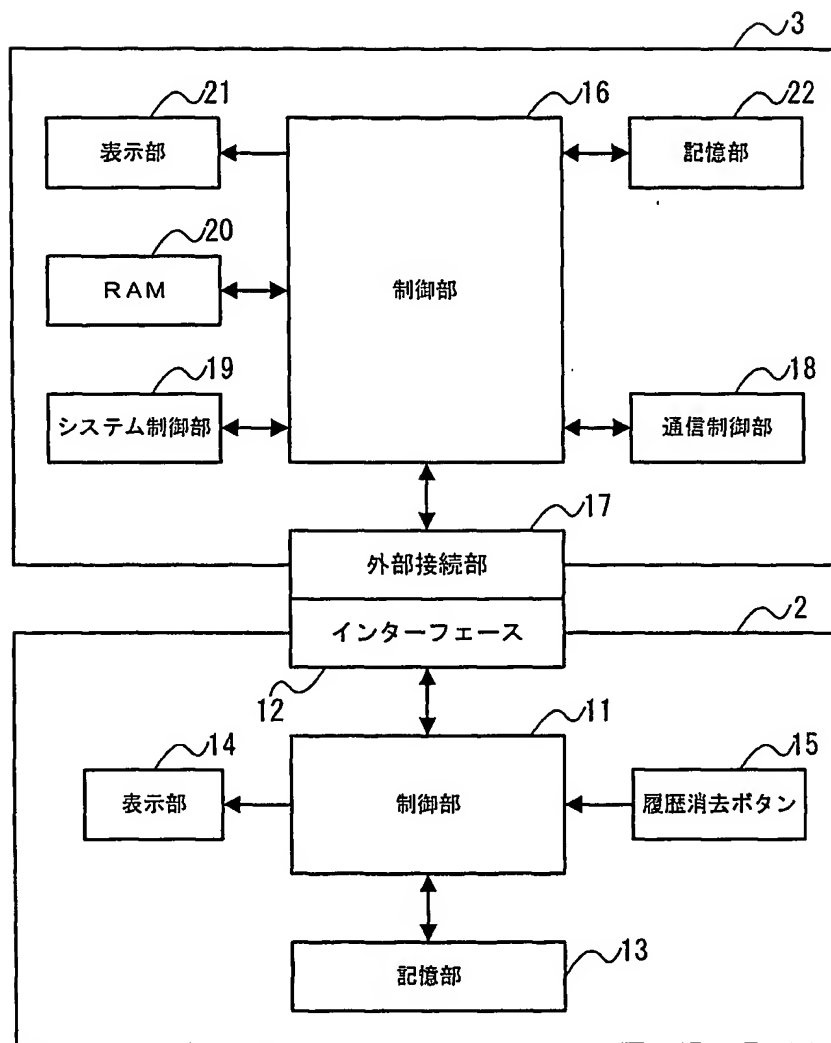 3
21
16
22
表示部
記憶部
20
RAM
制御部
19
18
システム制御部
通信制御部
17
外部接続部
インターフェース
2
12
11
14
15
表示部
制御部
履歴消去ボタン
記憶部
13